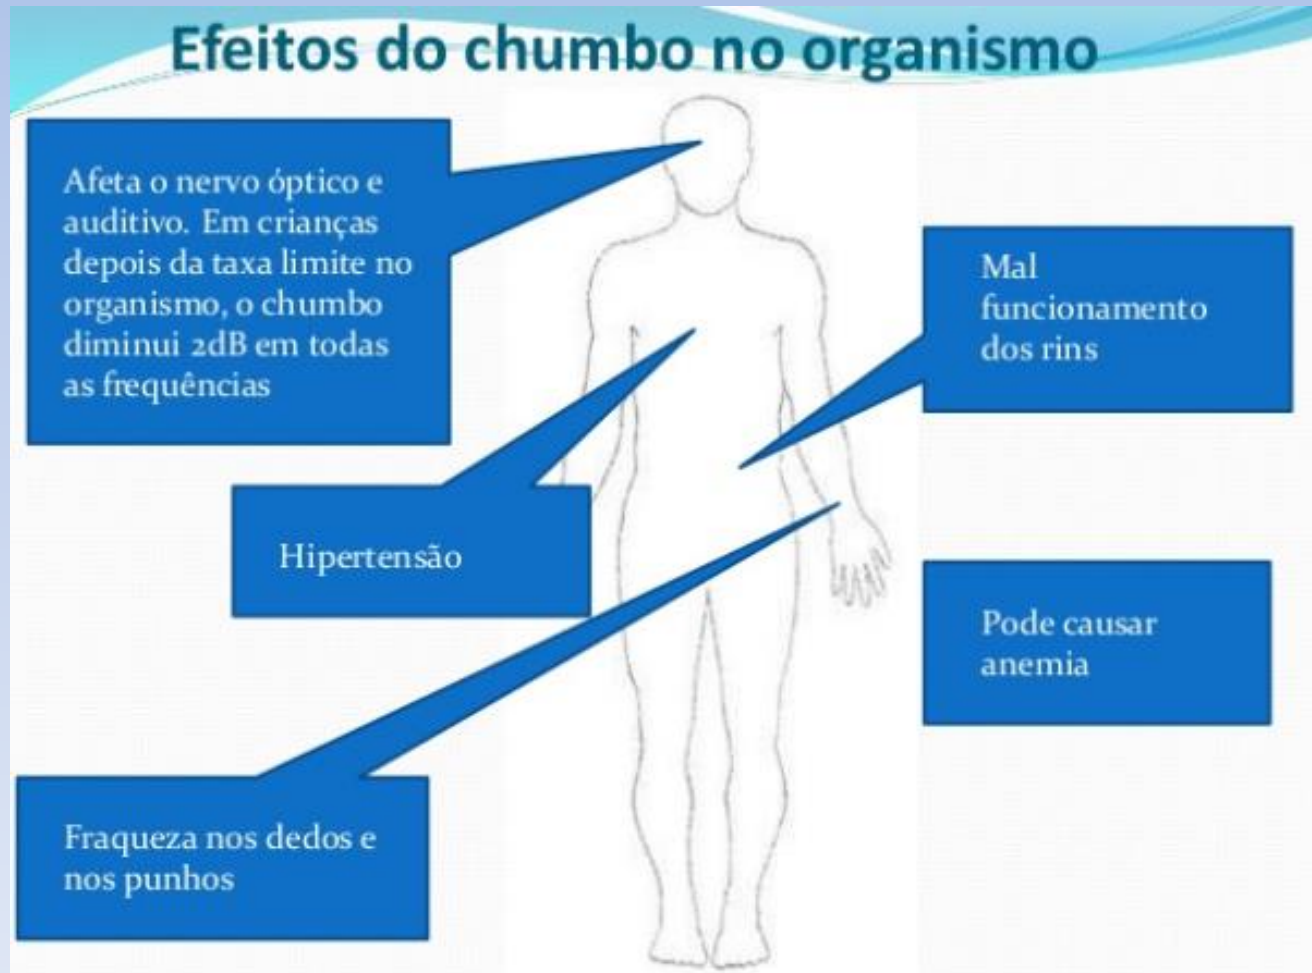 Efeitos do chumbo no organismo
Afeta o nervo óptico e
auditivo. Em crianças
depois da taxa limite no
organismo, o chumbo
diminui 2dB em todas
as frequências
Mal
funcionamento
dos rins
Hipertensão
Pode causar
anemia
Fraqueza nos dedos e
nos punhos